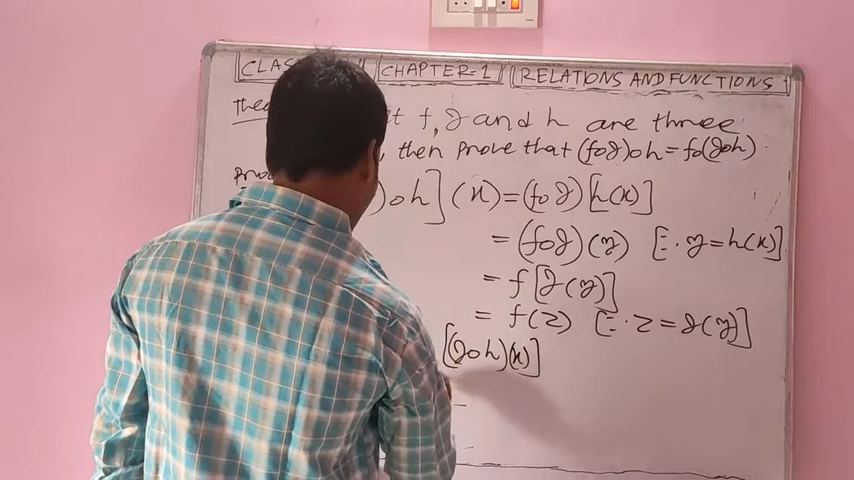 CLAS CHAPTER-1 RELATIONS AND FUNCTIONS
Theo f, g and h are three
, then prove that (fog)oh = fo(goh)
)oh](x) = (fog)[h(x)]
= (fog)(y) [∵ y = h(x)]
= f[g(y)]
= f(z) [∵ z = g(y)]
[(goh)(x)]